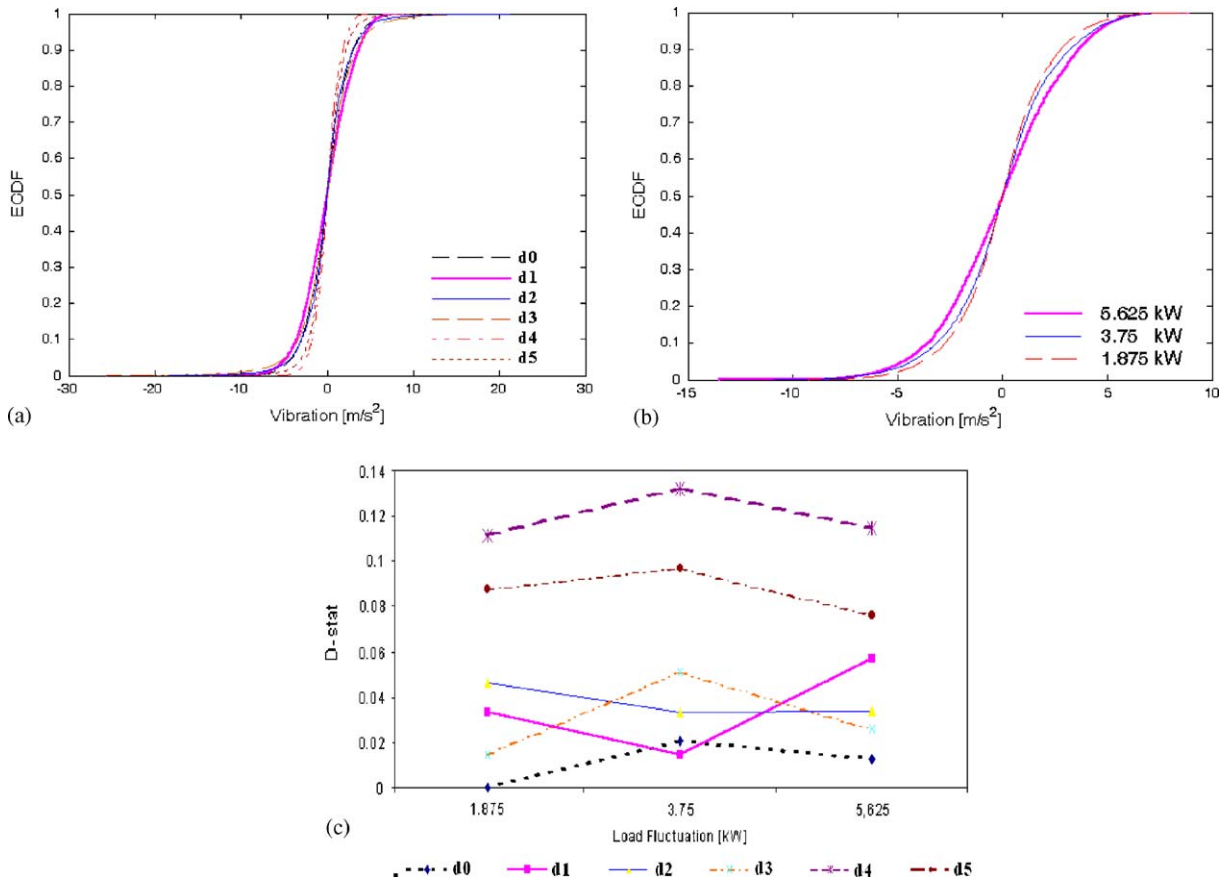 1
0.9
0.8
0.7
0.6
0.5
0.4
0.3
0.2
0.1
0
ECDF
-30
-20
-10
0
10
20
30
Vibration [m/s²]
d0
d1
d2
d3
d4
d5
(a)
1
0.9
0.8
0.7
0.6
0.5
0.4
0.3
0.2
0.1
0
ECDF
-15
-10
-5
0
5
10
Vibration [m/s²]
5.625 kW
3.75 kW
1.875 kW
(b)
0.14
0.12
0.1
0.08
0.06
0.04
0.02
0
D-stat
1.875
3.75
5,625
Load Fluctuation [kW]
(c)
d0
d1
d2
d3
d4
d5